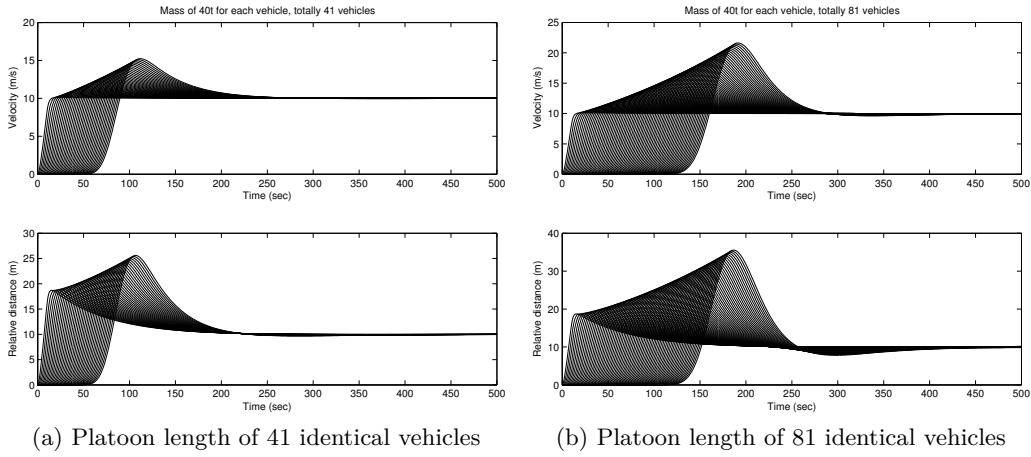 Mass of 40t for each vehicle, totally 41 vehicles
Velocity (m/s)
20
15
10
5
0
0 50 100 150 200 250 300 350 400 450 500
Time (sec)
Relative distance (m)
30
25
20
15
10
5
0
0 50 100 150 200 250 300 350 400 450 500
Time (sec)
(a) Platoon length of 41 identical vehicles
Mass of 40t for each vehicle, totally 81 vehicles
Velocity (m/s)
25
20
15
10
5
0
0 50 100 150 200 250 300 350 400 450 500
Time (sec)
Relative distance (m)
40
30
20
10
0
0 50 100 150 200 250 300 350 400 450 500
Time (sec)
(b) Platoon length of 81 identical vehicles